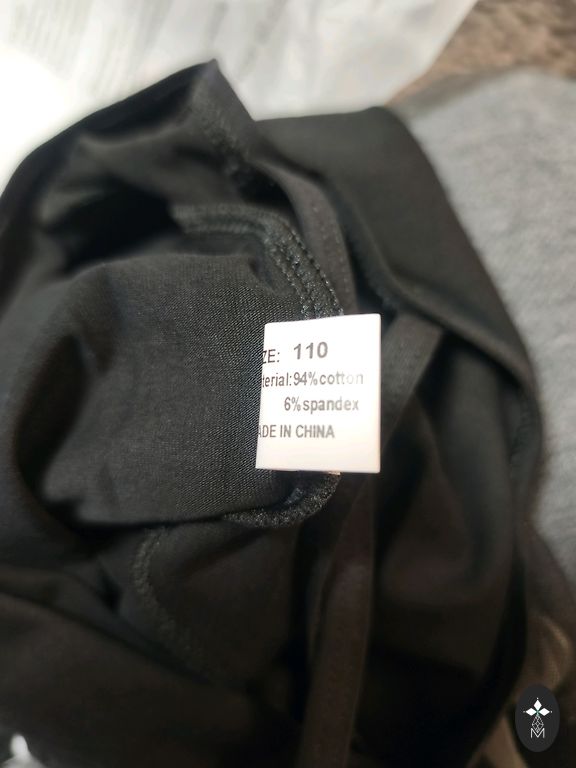 ZE: 110
terial:94%cotton
6%spandex
ADE IN CHINA
M